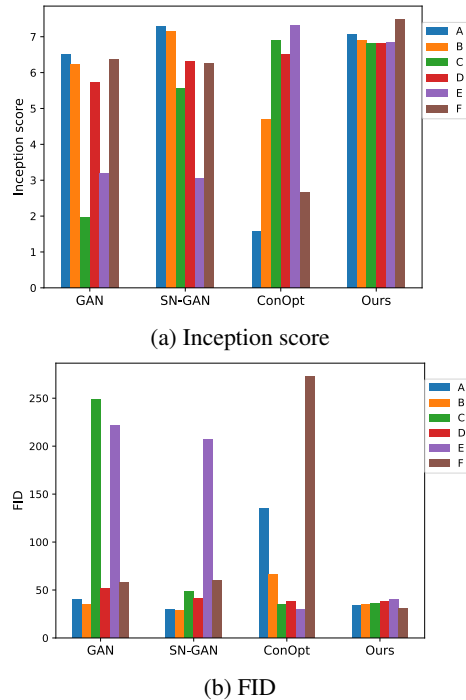 7
6
5
4
3
2
1
0
Inception score
GAN SN-GAN ConOpt Ours
A
B
C
D
E
F
(a) Inception score
250
200
150
100
50
0
FID
GAN SN-GAN ConOpt Ours
A
B
C
D
E
F
(b) FID